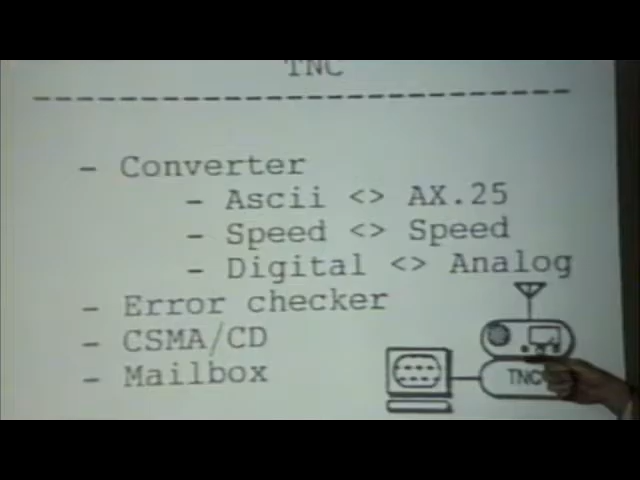 TNC
- Converter
- Ascii <> AX.25
- Speed <> Speed
- Digital <> Analog
- Error checker
- CSMA/CD
- Mailbox
TNC